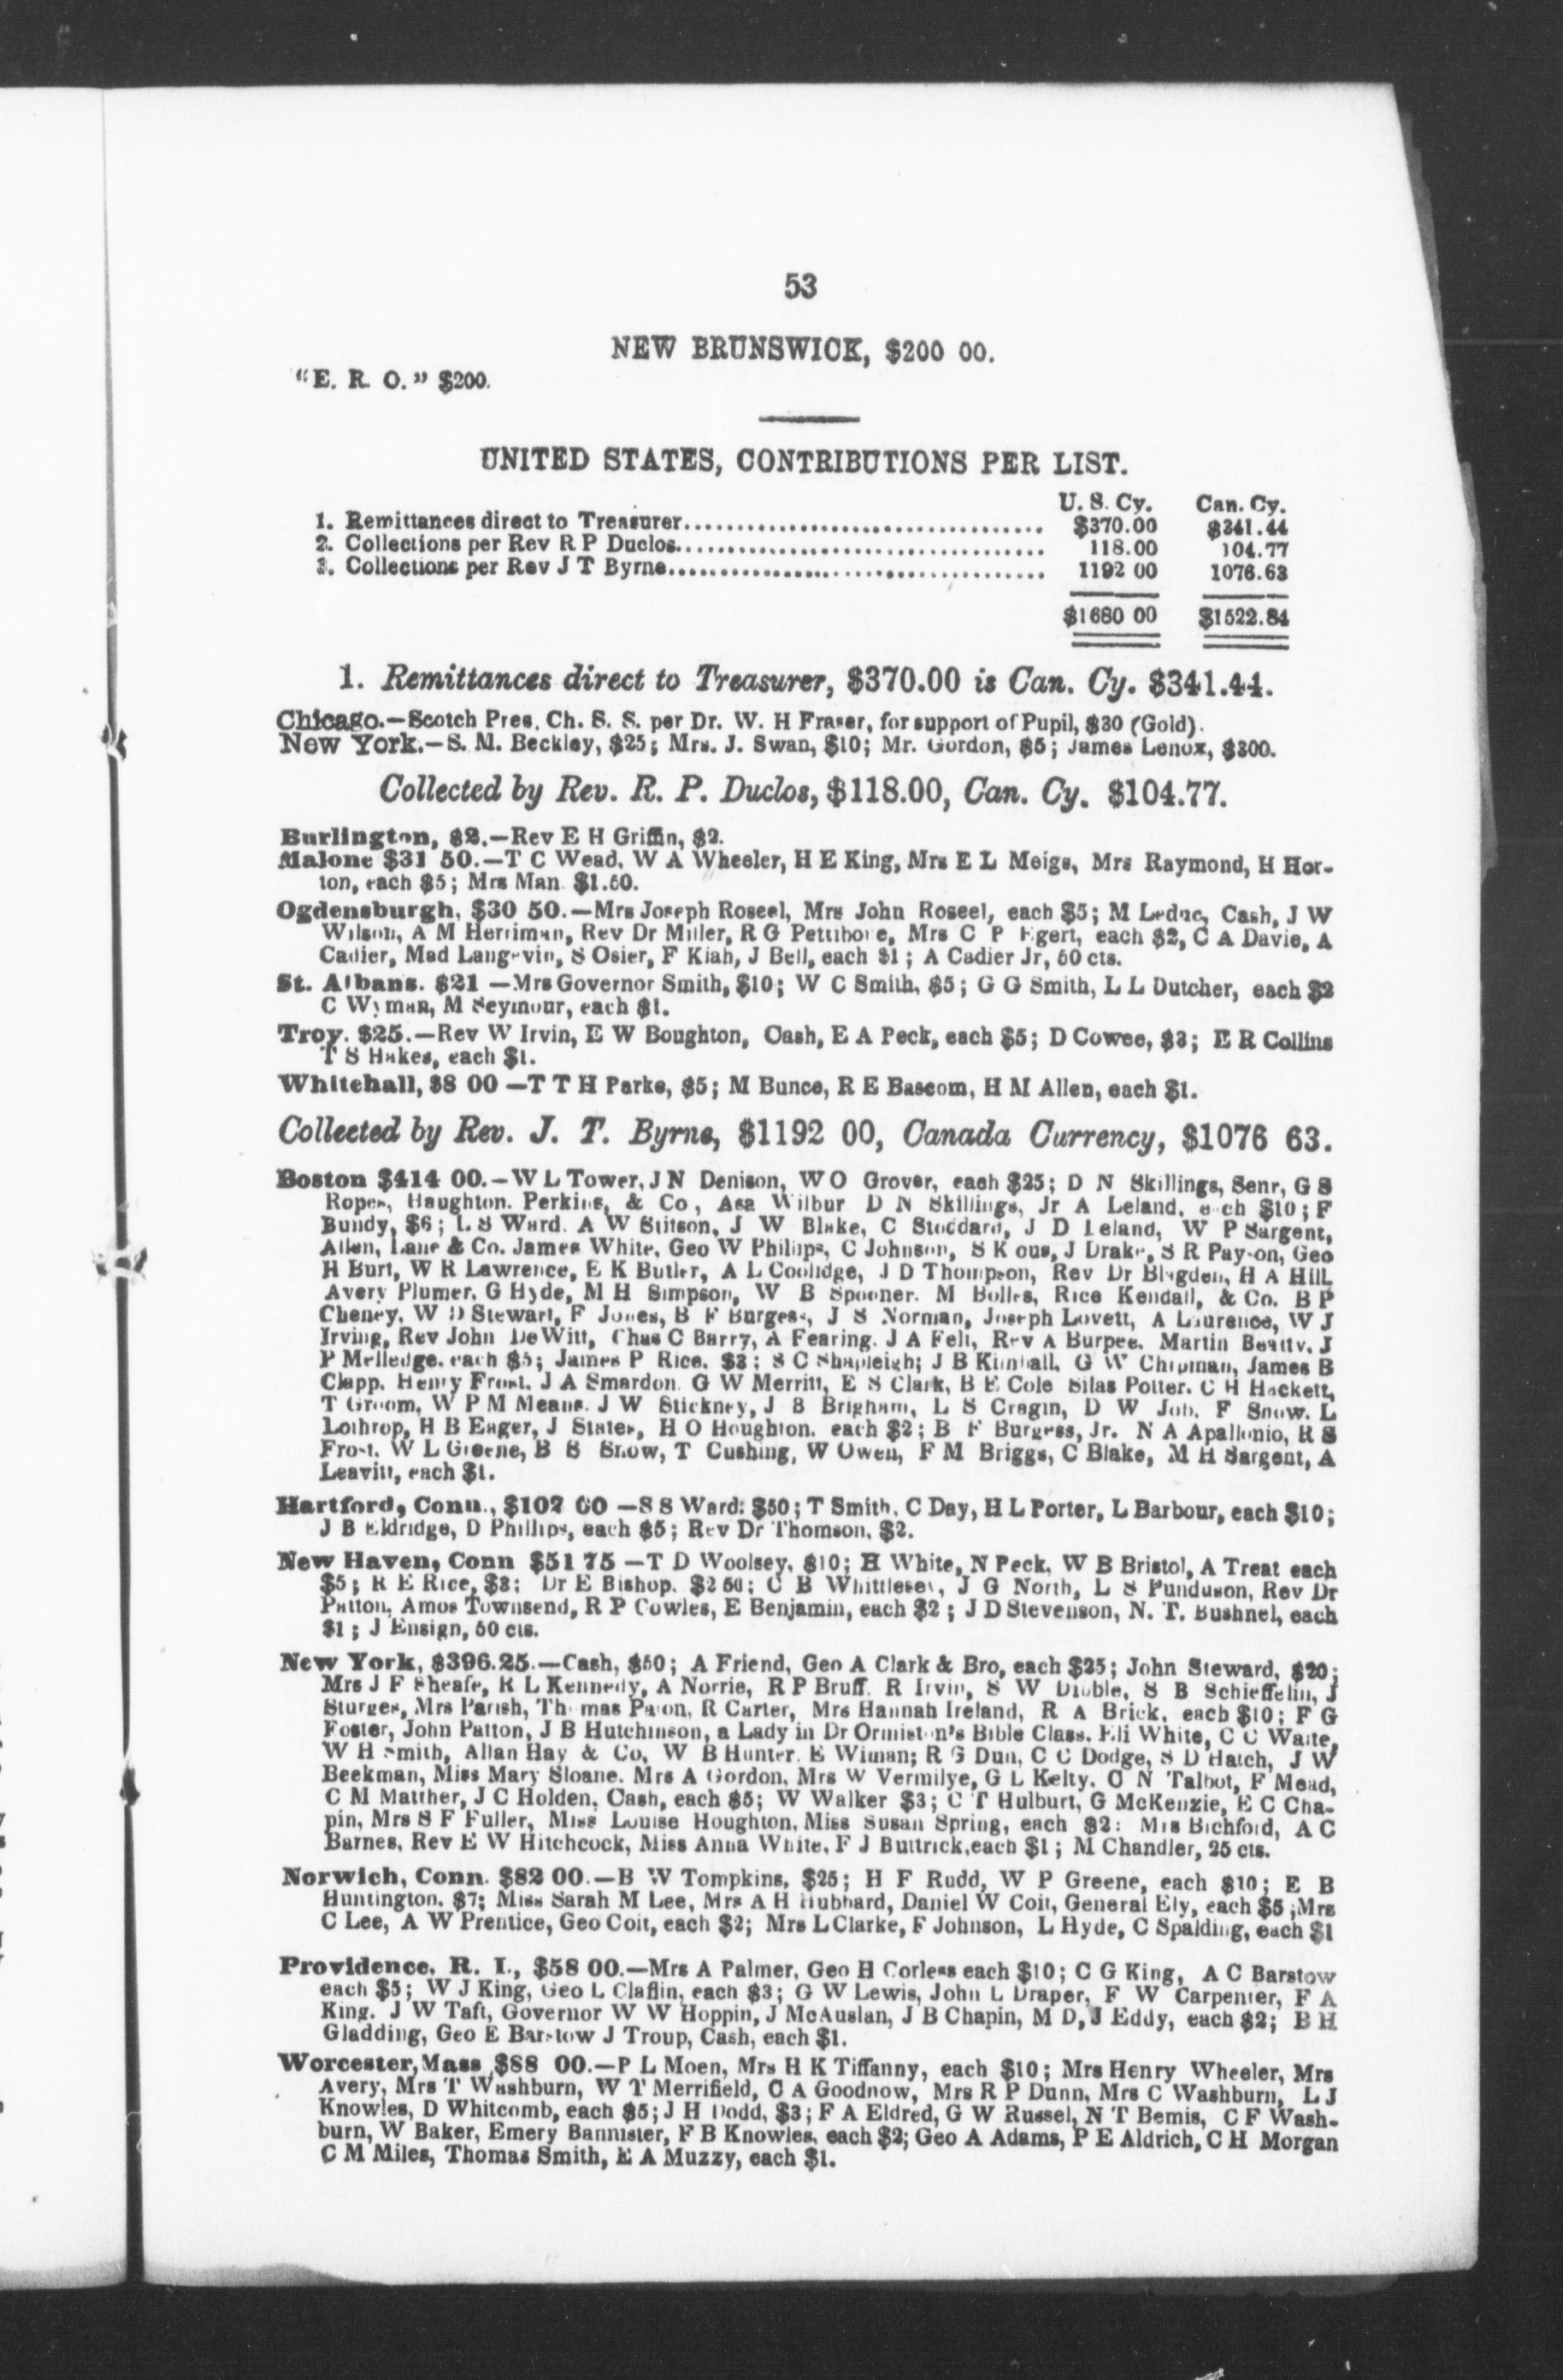 53
NEW BRUNSWICK, $200 00.
"E. R. O." $200.
UNITED STATES, CONTRIBUTIONS PER LIST.
U. S. Cy. Can. Cy.
1. Remittances direct to Treasurer.................................. $370.00 $341.44
2. Collections per Rev R P Duclos.................................. 118.00 104.77
3. Collections per Rev J T Byrne.................................... 1192 00 1076.63
$1680 00 $1522.84
1. Remittances direct to Treasurer, $370.00 is Can. Cy. $341.44.
Chicago.—Scotch Pres. Ch. S. S. per Dr. W. H Fraser, for support of Pupil, $30 (Gold).
New York.—S. M. Beckley, $25; Mrs. J. Swan, $10; Mr. Gordon, $5; James Lenox, $300.
Collected by Rev. R. P. Duclos, $118.00, Can. Cy. $104.77.
Burlington, $2.—Rev E H Griffin, $2.
Malone $31 50.—T C Wead, W A Wheeler, H E King, Mrs E L Meigs, Mrs Raymond, H Hor-
ton, each $5; Mrs Man $1.50.
Ogdensburgh, $30 50.—Mrs Joseph Roseel, Mrs John Roseel, each $5; M Leduc, Cash, J W
Wilson, A M Herriman, Rev Dr Miller, R G Pettibone, Mrs C P Egert, each $2, C A Davie, A
Cadier, Mad Langevin, S Osier, F Kiah, J Bell, each $1; A Cadier Jr, 50 cts.
St. Albans. $21 —Mrs Governor Smith, $10; W C Smith, $5; G G Smith, L L Dutcher, each $2
C Wyman, M Seymour, each $1.
Troy. $25.—Rev W Irvin, E W Boughton, Cash, E A Peck, each $5; D Cowee, $3; E R Collins
T S Hakes, each $1.
Whitehall, $8 00 —T T H Parke, $5; M Bunce, R E Bascom, H M Allen, each $1.
Collected by Rev. J. T. Byrne, $1192 00, Canada Currency, $1076 63.
Boston $414 00.—W L Tower, J N Denison, W O Grover, each $25; D N Skillings, Senr, G S
Ropes, Haughton. Perkins, & Co, Asa Wilbur D N Skillings, Jr A Leland, each $10; F
Bundy, $6; L S Ward. A W Stitson, J W Blake, C Stoddard, J D Leland, W P Sargent,
Allen, Lane & Co. James White, Geo W Philips, C Johnson, S K ous, J Drake, S R Payson, Geo
H Burt, W R Lawrence, E K Butler, A L Coolidge, J D Thompson, Rev Dr Blagden, H A Hill,
Avery Plumer, G Hyde, M H Simpson, W B Spooner. M Bolles, Rice Kendall, & Co. B P
Cheney, W D Stewart, F Jones, B F Burgess, J S Norman, Joseph Lovett, A Laurence, W J
Irving, Rev John DeWitt, Chas C Barry, A Fearing. J A Felt, Rev A Burpee. Martin Beatty. J
P Melledge, each $5; James P Rice, $3; S C Shapleigh; J B Kimball, G W Chipman, James B
Clapp. Henry Frost. J A Smardon. G W Merritt, E S Clark, B E Cole Silas Potter. C H Hackett,
T Groom, W P M Means. J W Stickney, J B Brigham, L S Cragin, D W Job. F Snow. L
Lothrop, H B Eager, J States, H O Houghton. each $2; B F Burgess, Jr. N A Apallonio, R S
Frost. W L Greene, B S Snow, T Cushing, W Owen, F M Briggs, C Blake, M H Sargent, A
Leavitt, each $1.
Hartford, Conn., $102 00 —S S Ward: $50; T Smith, C Day, H L Porter, L Barbour, each $10;
J B Eldridge, D Phillips, each $5; Rev Dr Thomson, $2.
New Haven, Conn $51 75 —T D Woolsey, $10; H White, N Peck, W B Bristol, A Treat each
$5; R E Rice, $3; Dr E Bishop. $2 50; C B Whittlesey, J G North, L S Punduson, Rev Dr
Patton, Amos Townsend, R P Cowles, E Benjamin, each $2; J D Stevenson, N. T. Bushnel, each
$1; J Ensign, 50 cts.
New York, $396.25.—Cash, $50; A Friend, Geo A Clark & Bro, each $25; John Steward, $20;
Mrs J F Sheafe, R L Kennedy, A Norrie, R P Bruff. R Irvin, S W Dibble, S B Schieffelin, J
Sturges, Mrs Parish, Thomas Paton, R Carter, Mrs Hannah Ireland, R A Brick, each $10; F G
Foster, John Patton, J B Hutchinson, a Lady in Dr Ormiston's Bible Class. Eli White, C C Waite,
W H Smith, Allan Hay & Co, W B Hunter, E Wiman; R G Dun, C C Dodge, S D Hatch, J W
Beekman, Miss Mary Sloane. Mrs A Gordon, Mrs W Vermilye, G L Kelty. O N Talbot, F Mead,
C M Matther, J C Holden, Cash, each $5; W Walker $3; C T Hulburt, G McKenzie, E C Cha-
pin, Mrs S F Fuller, Miss Louise Houghton, Miss Susan Spring, each $2: Mrs Bichford, A C
Barnes, Rev E W Hitchcock, Miss Anna White, F J Buttrick, each $1; M Chandler, 25 cts.
Norwich, Conn. $82 00.—B W Tompkins, $25; H F Rudd, W P Greene, each $10; E B
Huntington, $7; Miss Sarah M Lee, Mrs A H Hubbard, Daniel W Coit, General Ely, each $5; Mrs
C Lee, A W Prentice, Geo Coit, each $2; Mrs L Clarke, F Johnson, L Hyde, C Spalding, each $1
Providence, R. I., $58 00.—Mrs A Palmer, Geo H Corless each $10; C G King, A C Barstow
each $5; W J King, Geo L Claflin, each $3; G W Lewis, John L Draper, F W Carpenter, F A
King. J W Taft, Governor W W Hoppin, J McAuslan, J B Chapin, M D, J Eddy, each $2; B H
Gladding, Geo E Barstow J Troup, Cash, each $1.
Worcester, Mass $88 00.—P L Moen, Mrs H K Tiffanny, each $10; Mrs Henry Wheeler, Mrs
Avery, Mrs T Washburn, W T Merrifield, C A Goodnow, Mrs R P Dunn, Mrs C Washburn, L J
Knowles, D Whitcomb, each $5; J H Dodd, $3; F A Eldred, G W Russel, N T Bemis, C F Wash-
burn, W Baker, Emery Bannister, F B Knowles, each $2; Geo A Adams, P E Aldrich, C H Morgan
C M Miles, Thomas Smith, E A Muzzy, each $1.